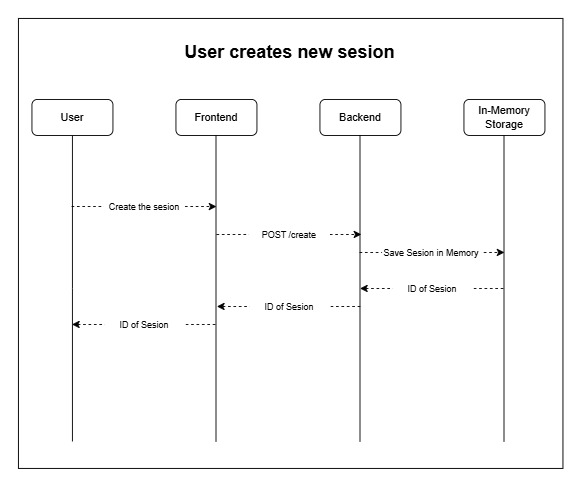 User creates new sesion
User
Frontend
Backend
In-Memory
Storage
Create the sesion
POST /create
Save Sesion in Memory
ID of Sesion
ID of Sesion
ID of Sesion